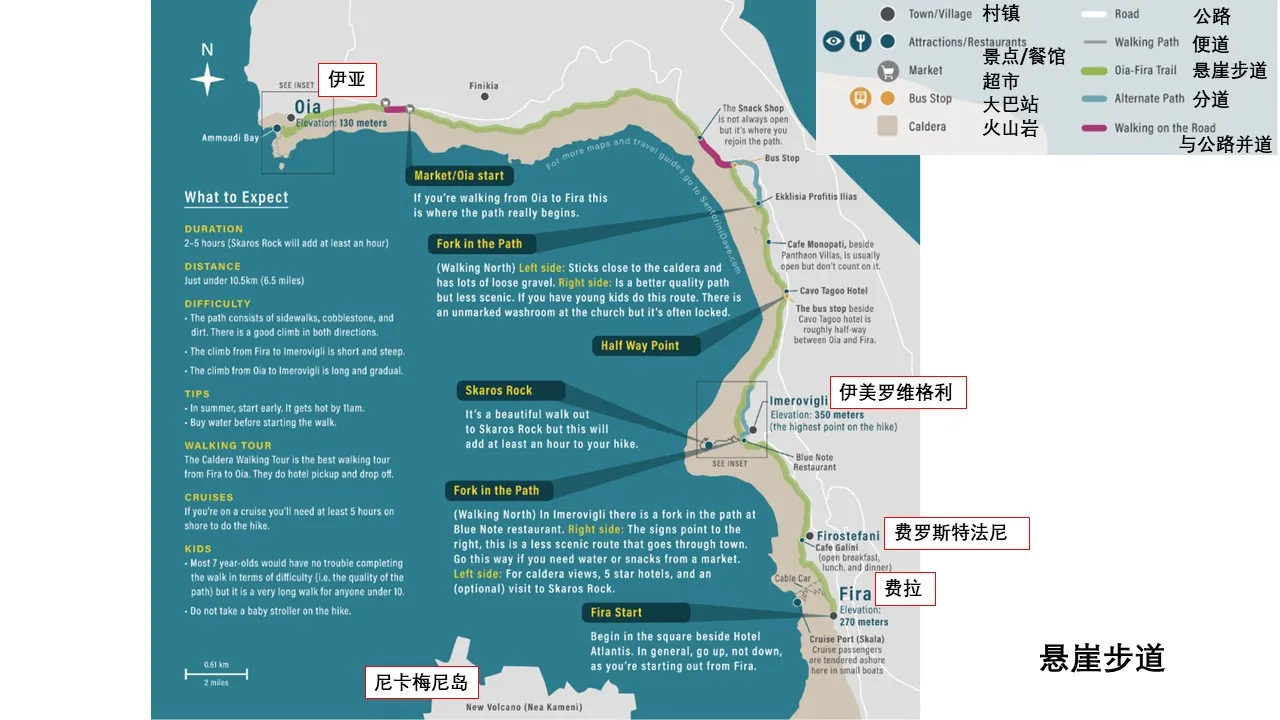 Town/Village 村镇
Attractions/Restaurants
景点/餐馆
Market
超市
Bus Stop
大巴站
Caldera
火山岩
Road 公路
Walking Path 便道
Oia-Fira Trail 悬崖步道
Alternate Path 分道
Walking on the Road
与公路并道
N
SEE INSET
伊亚
Oia
Elevation: 130 meters
Ammoudi Bay
Finikia
The Snack Shop
is not always open
but it's where you
rejoin the path.
Bus Stop
Ekklisia Profitis Ilias
Cafe Monopati, beside
Pantheon Villas, is usually
open but don't count on it.
Cavo Tagoo Hotel
The bus stop beside
Cavo Tagoo hotel is
roughly half-way
between Oia and Fira.
For more maps and travel guides go to SantoriniDave.com
What to Expect
DURATION
2–5 hours (Skaros Rock will add at least an hour)
DISTANCE
Just under 10.5km (6.5 miles)
DIFFICULTY
• The path consists of sidewalks, cobblestone, and
dirt. There is a good climb in both directions.
• The climb from Fira to Imerovigli is short and steep.
• The climb from Oia to Imerovigli is long and gradual.
TIPS
• In summer, start early. It gets hot by 11am.
• Buy water before starting the walk.
WALKING TOUR
The Caldera Walking Tour is the best walking tour
from Fira to Oia. They do hotel pickup and drop off.
CRUISES
If you're on a cruise you'll need at least 5 hours on
shore to do the hike.
KIDS
• Most 7 year-olds would have no trouble completing
the walk in terms of difficulty (i.e. the quality of the
path) but it is a very long walk for anyone under 10.
• Do not take a baby stroller on the hike.
0.61 km
2 miles
Market/Oia start
If you're walking from Oia to Fira this
is where the path really begins.
Fork in the Path
(Walking North) Left side: Sticks close to the caldera and
has lots of loose gravel. Right side: Is a better quality path
but less scenic. If you have young kids do this route. There is
an unmarked washroom at the church but it's often locked.
Half Way Point
Skaros Rock
It's a beautiful walk out
to Skaros Rock but this will
add at least an hour to your hike.
Fork in the Path
(Walking North) In Imerovigli there is a fork in the path at
Blue Note restaurant. Right side: The signs point to the
right, this is a less scenic route that goes through town.
Go this way if you need water or snacks from a market.
Left side: For caldera views, 5 star hotels, and an
(optional) visit to Skaros Rock.
Fira Start
Begin in the square beside Hotel
Atlantis. In general, go up, not down,
as you're starting out from Fira.
伊美罗维格利
Imerovigli
Elevation: 350 meters
(the highest point on the hike)
SEE INSET
Blue Note
Restaurant
费罗斯特法尼
Firostefani
Cafe Galini
(open breakfast,
lunch, and dinner)
Cable Car
费拉
Fira
Elevation:
270 meters
Cruise Port (Skala)
Cruise passengers
are tendered ashore
here in small boats
尼卡梅尼岛
New Volcano (Nea Kameni)
悬崖步道